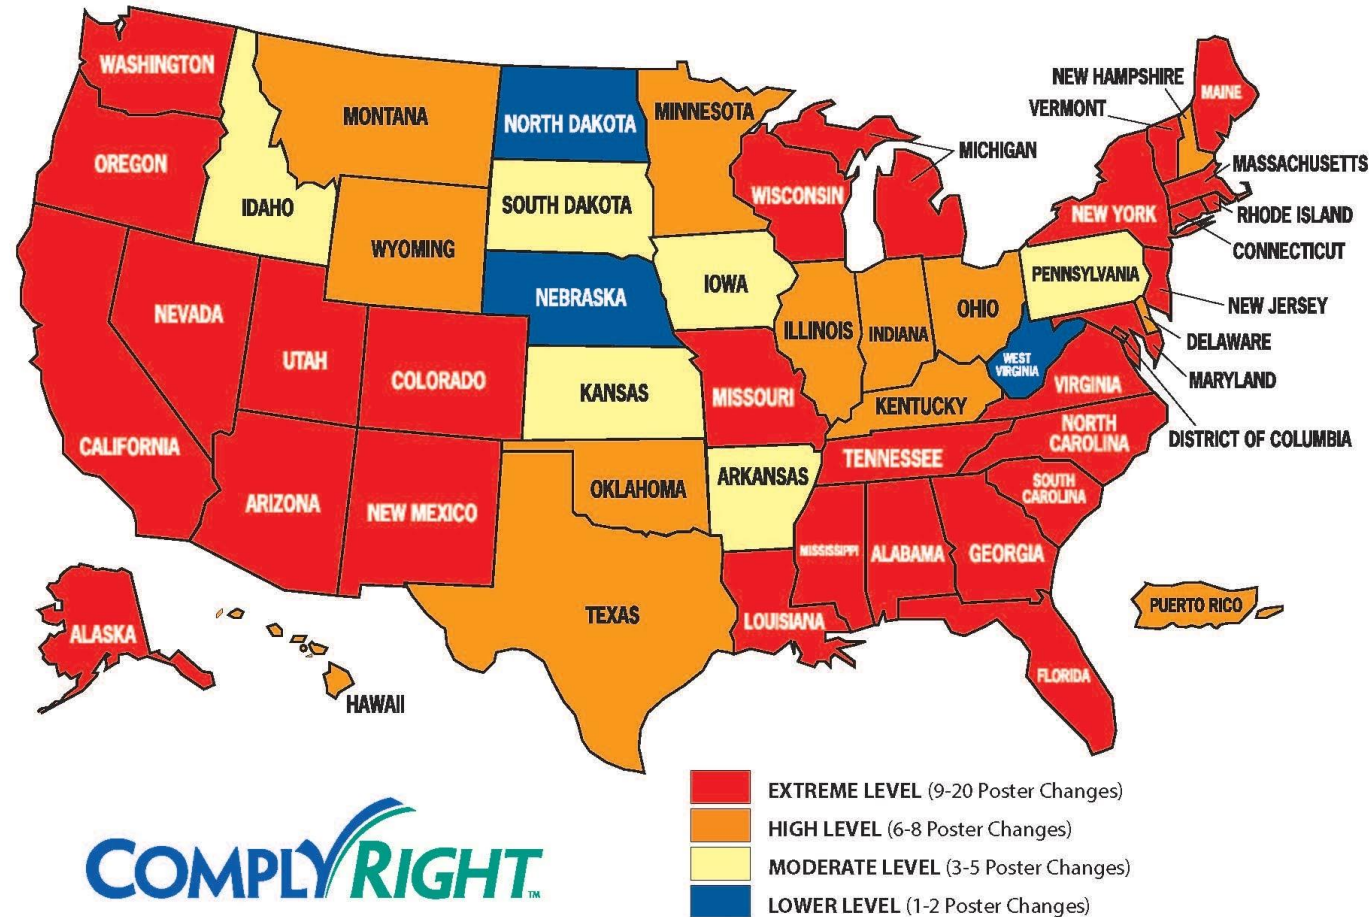 WASHINGTON
MONTANA
NORTH DAKOTA
MINNESOTA
NEW HAMPSHIRE
VERMONT
MAINE
OREGON
IDAHO
SOUTH DAKOTA
WISCONSIN
MICHIGAN
MASSACHUSETTS
NEW YORK
RHODE ISLAND
CONNECTICUT
WYOMING
IOWA
PENNSYLVANIA
NEBRASKA
NEVADA
UTAH
COLORADO
ILLINOIS
INDIANA
OHIO
NEW JERSEY
DELAWARE
WEST
VIRGINIA
MARYLAND
VIRGINIA
KANSAS
MISSOURI
KENTUCKY
DISTRICT OF COLUMBIA
CALIFORNIA
NORTH
CAROLINA
TENNESSEE
ARIZONA
NEW MEXICO
OKLAHOMA
ARKANSAS
SOUTH
CAROLINA
MISSISSIPPI
ALABAMA
GEORGIA
TEXAS
LOUISIANA
PUERTO RICO
ALASKA
HAWAII
FLORIDA
EXTREME LEVEL (9-20 Poster Changes)
HIGH LEVEL (6-8 Poster Changes)
MODERATE LEVEL (3-5 Poster Changes)
LOWER LEVEL (1-2 Poster Changes)
COMPLYRIGHT™